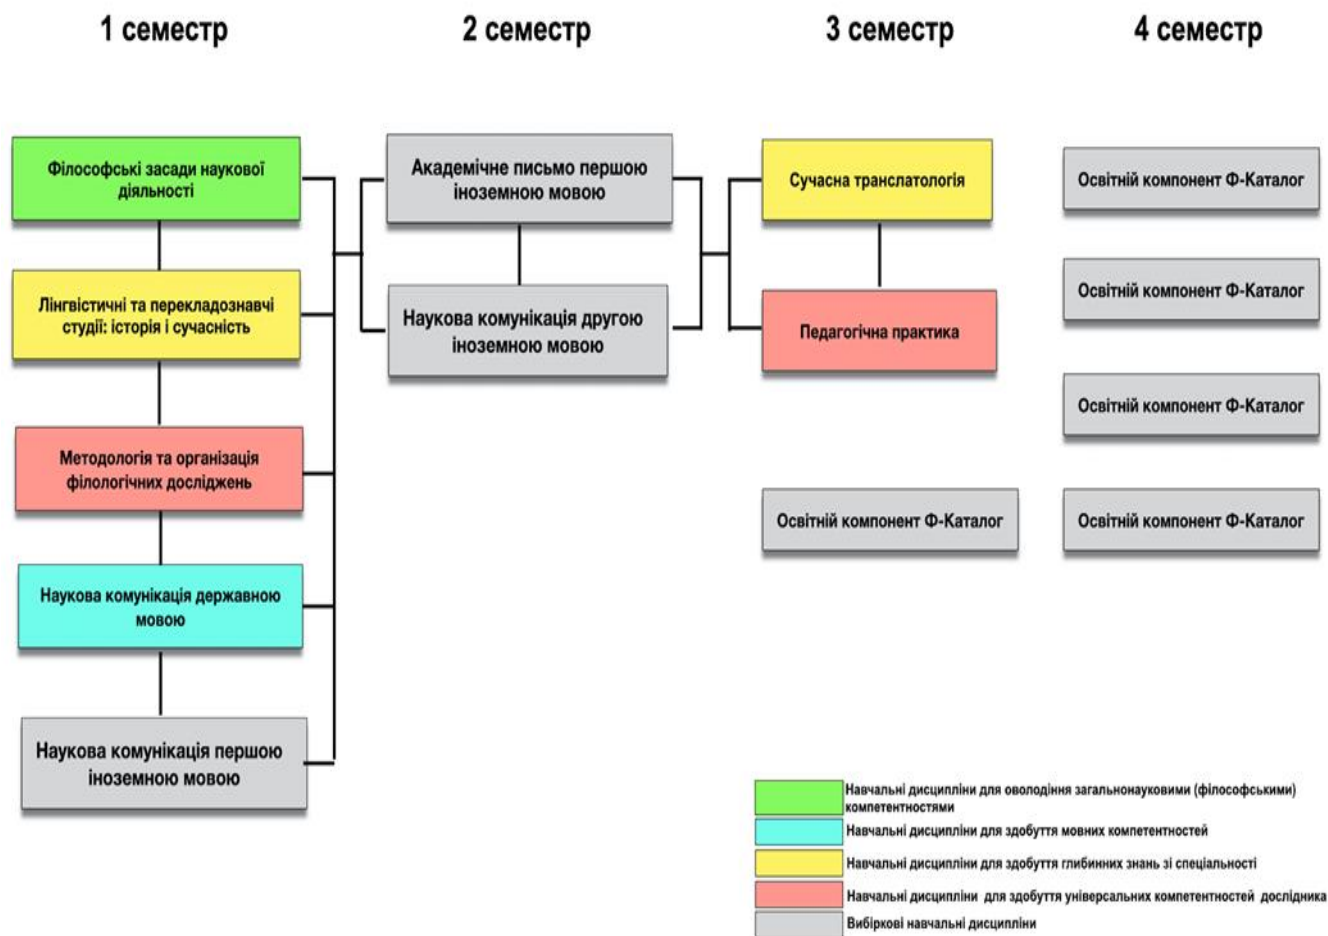 1 семестр
2 семестр
3 семестр
4 семестр
Філософські засади наукової
діяльності
Лінгвістичні та перекладознавчі
студії: історія і сучасність
Методологія та організація
філологічних досліджень
Наукова комунікація державною
мовою
Наукова комунікація першою
іноземною мовою
Академічне письмо першою
іноземною мовою
Наукова комунікація другою
іноземною мовою
Сучасна транслатологія
Педагогічна практика
Освітній компонент Ф-Каталог
Освітній компонент Ф-Каталог
Освітній компонент Ф-Каталог
Освітній компонент Ф-Каталог
Освітній компонент Ф-Каталог
Навчальні дисципліни для оволодіння загальнонауковими (філософськими)
компетентностями
Навчальні дисципліни для здобуття мовних компетентностей
Навчальні дисципліни для здобуття глибинних знань зі спеціальності
Навчальні дисципліни для здобуття універсальних компетентностей дослідника
Вибіркові навчальні дисципліни